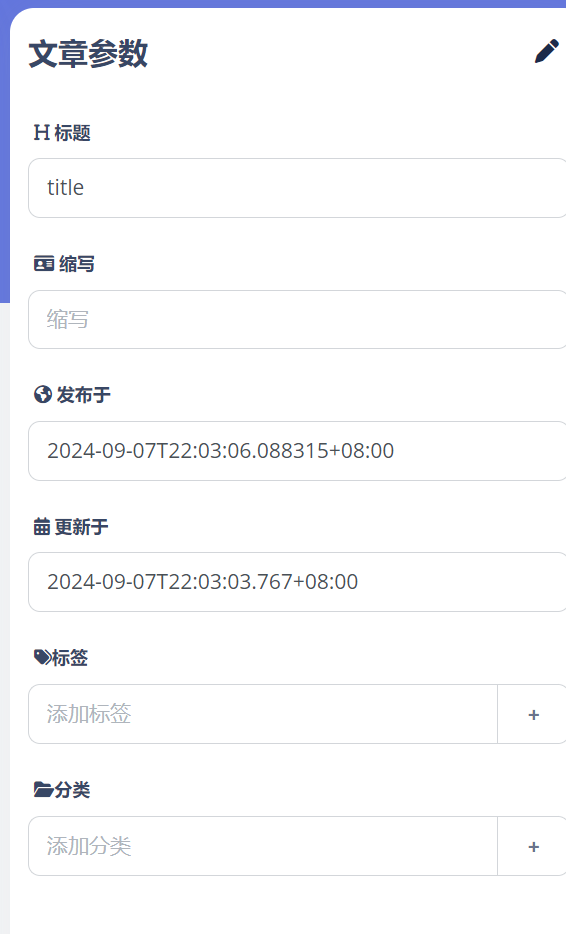 文章参数
标题
title
缩写
缩写
发布于
2024-09-07T22:03:06.088315+08:00
更新于
2024-09-07T22:03:03.767+08:00
标签
添加标签
+
分类
添加分类
+